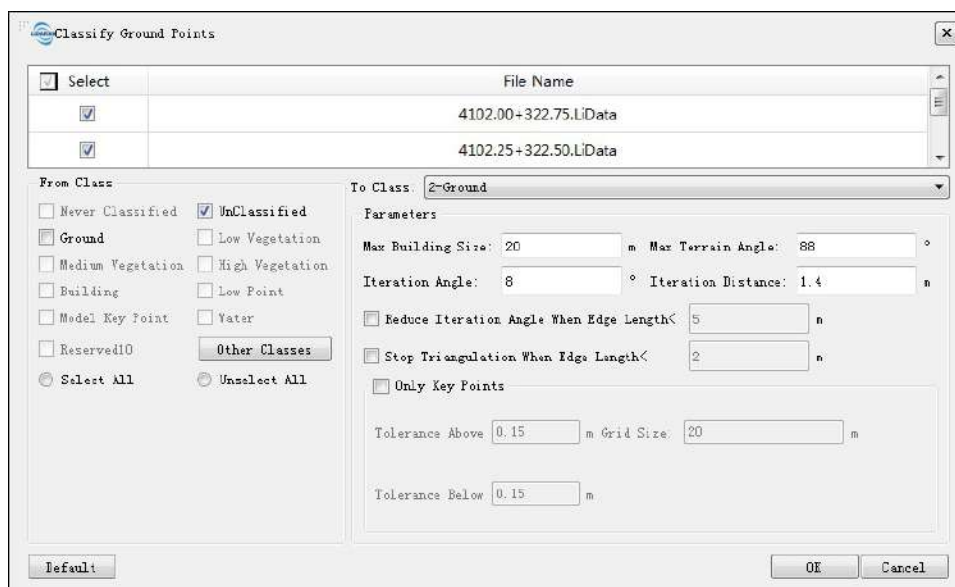 Classify Ground Points
Select File Name
4102.00+322.75.LiData
4102.25+322.50.LiData
From Class
Never Classified UnClassified
Ground Low Vegetation
Medium Vegetation High Vegetation
Building Low Point
Model Key Point Water
Reserved10 Other Classes
Select All Unselect All
To Class: 2-Ground
Parameters
Max Building Size: 20 m Max Terrain Angle: 88 °
Iteration Angle: 8 ° Iteration Distance: 1.4 m
Reduce Iteration Angle When Edge Length< 5 m
Stop Triangulation When Edge Length< 2 m
Only Key Points
Tolerance Above 0.15 m Grid Size: 20 m
Tolerance Below 0.15 m
Default OK Cancel